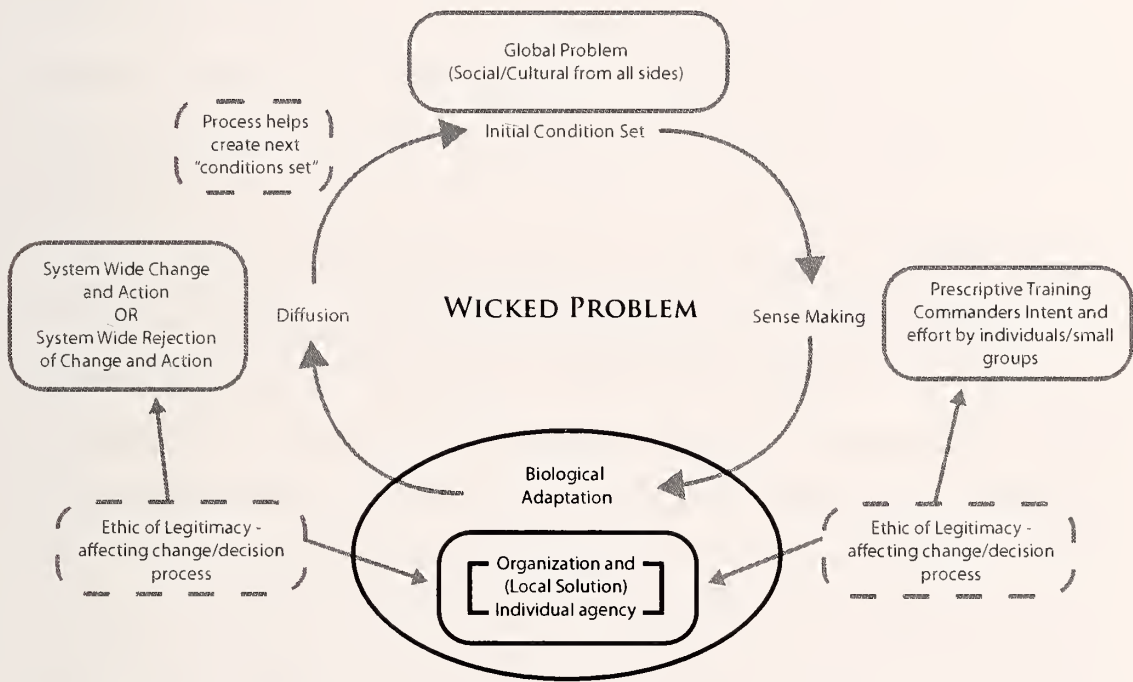 Global Problem
(Social/Cultural from all sides)
Process helps
create next
"conditions set"
Initial Condition Set
System Wide Change
and Action
OR
System Wide Rejection
of Change and Action
Diffusion
WICKED PROBLEM
Sense Making
Prescriptive Training
Commanders Intent and
effort by individuals/small
groups
Biological
Adaptation
Ethic of Legitimacy -
affecting change/decision
process
Organization and
(Local Solution)
Individual agency
Ethic of Legitimacy -
affecting change/decision
process